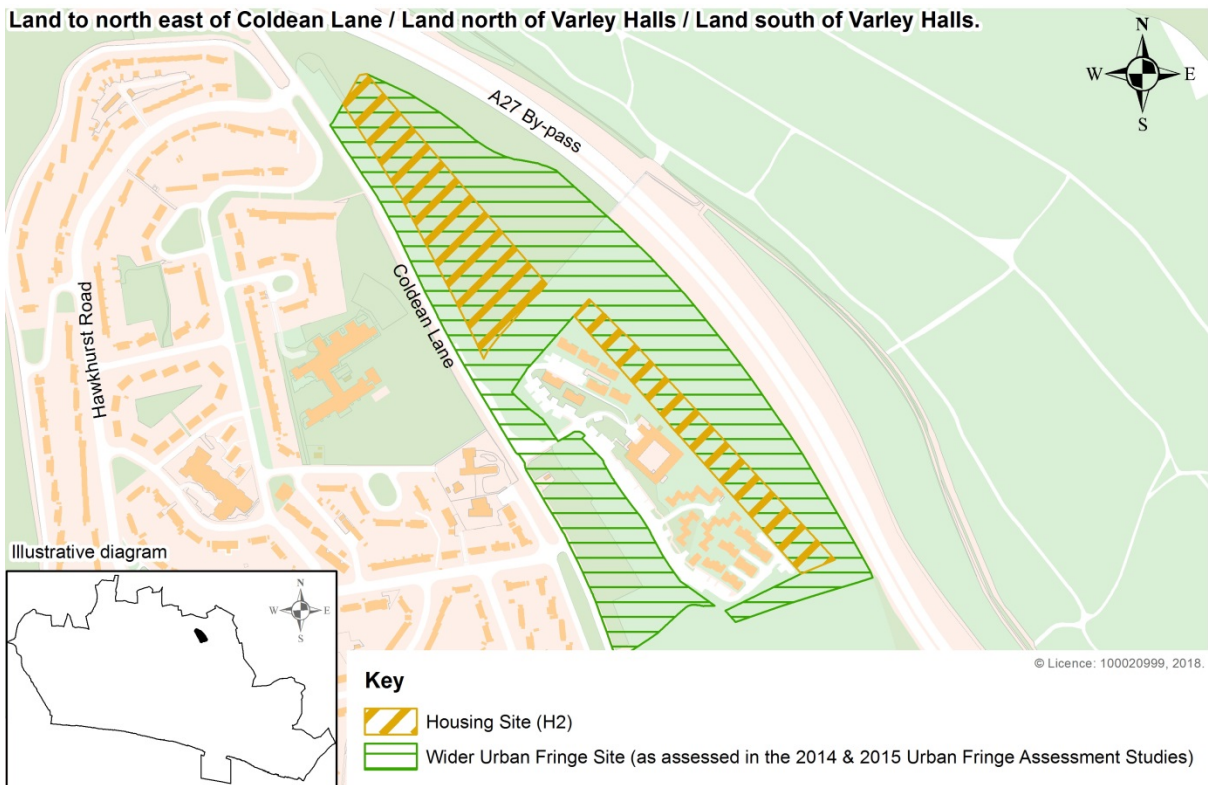 Land to north east of Coldean Lane / Land north of Varley Halls / Land south of Varley Halls.
N
W
E
S
A27 By-pass
Coldean Lane
Hawkhurst Road
Illustrative diagram
N
W
E
S
© Licence: 100020999, 2018.
Key
Housing Site (H2)
Wider Urban Fringe Site (as assessed in the 2014 & 2015 Urban Fringe Assessment Studies)